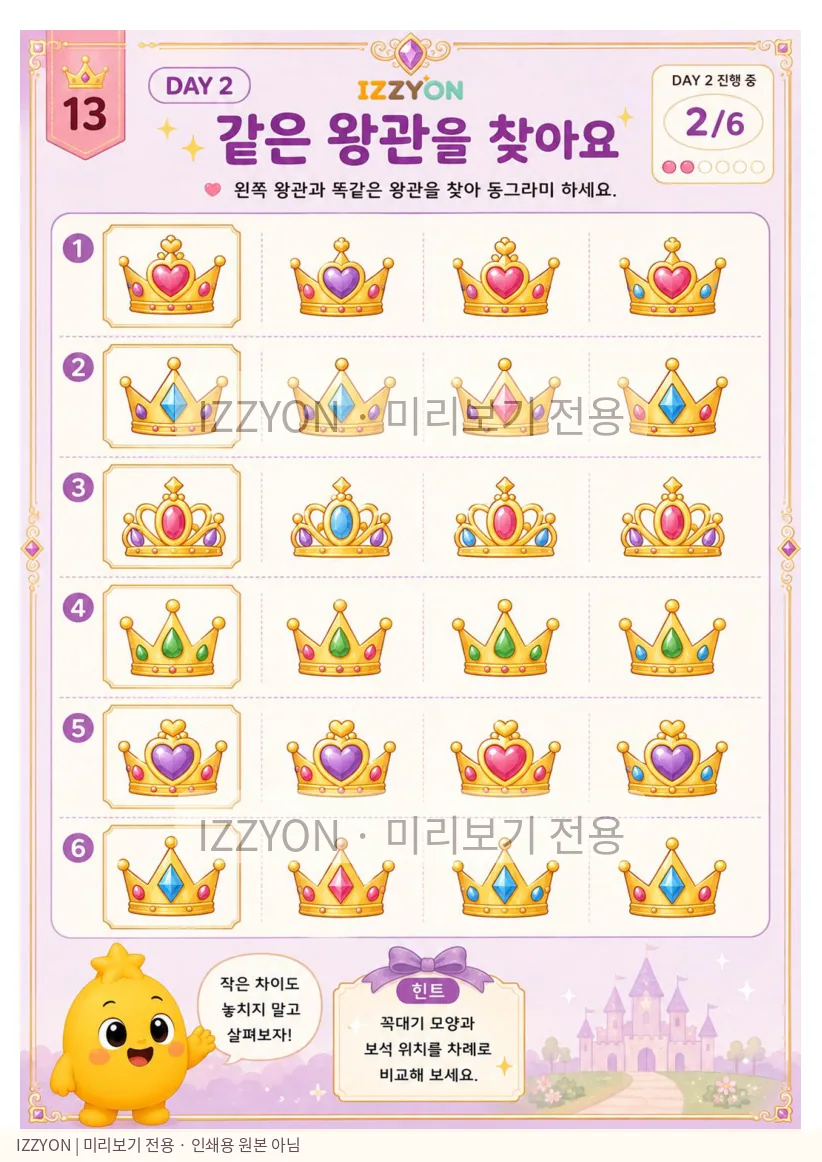 13
DAY 2
IZZYON
DAY 2 진행 중
2/6
같은 왕관을 찾아요
왼쪽 왕관과 똑같은 왕관을 찾아 동그라미 하세요.
1
2
IZZYON · 미리보기 전용
3
4
5
IZZYON · 미리보기 전용
6
작은 차이도
놓치지 말고
살펴보자!
힌트
꼭대기 모양과
보석 위치를 차례로
비교해 보세요.
IZZYON | 미리보기 전용 · 인쇄용 원본 아님